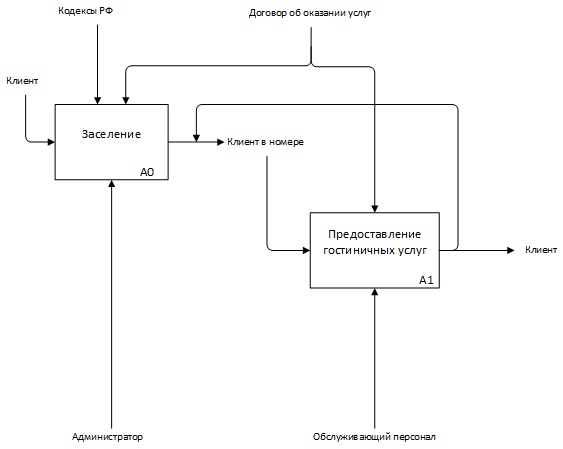 Кодексы РФ
Договор об оказании услуг
Клиент
Заселение
A0
Клиент в номере
Предоставление
гостиничных услуг
A1
Клиент
Администратор
Обслуживающий персонал